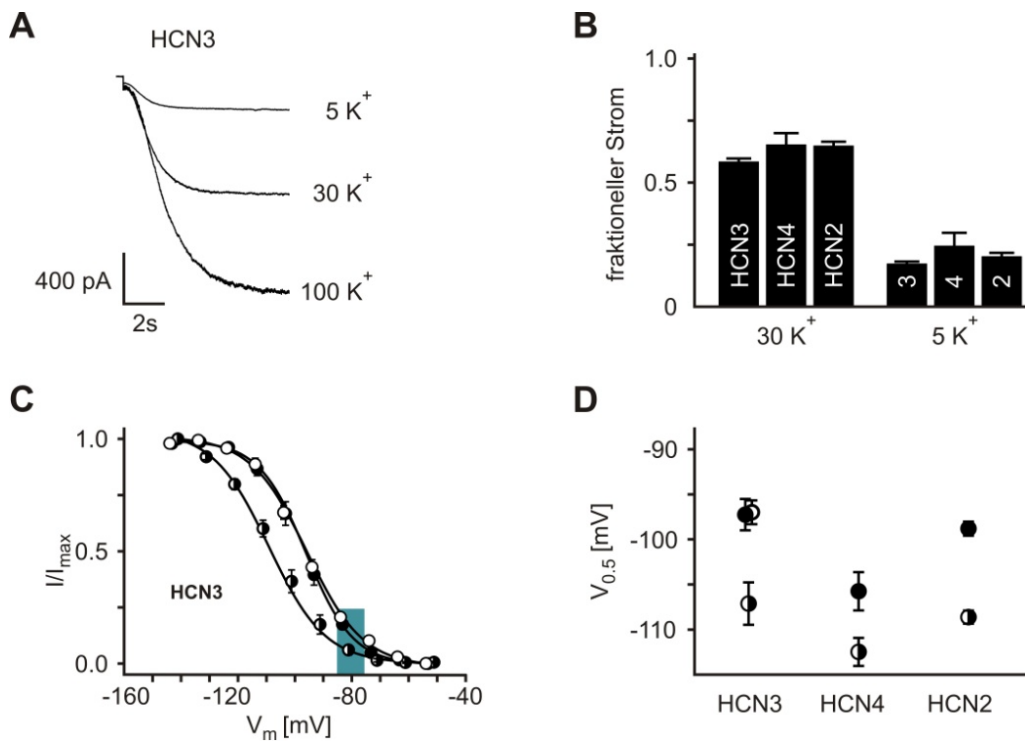 A
HCN3
5 K⁺
30 K⁺
100 K⁺
400 pA
2s
B
fraktioneller Strom
1.0
0.5
0
HCN3
HCN4
HCN2
3
4
2
30 K⁺
5 K⁺
C
I/Imax
1.0
0.5
0.0
HCN3
-160 -120 -80 -40
Vm [mV]
D
V0.5 [mV]
-90
-100
-110
HCN3 HCN4 HCN2